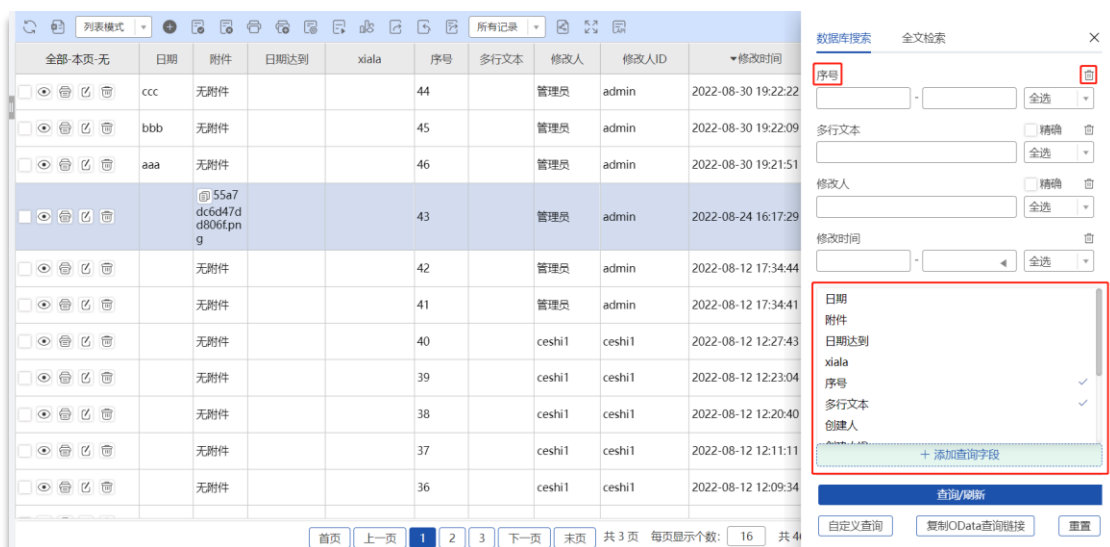 列表模式
所有记录
全部-本页-无 日期 附件 日期达到 xiala 序号 多行文本 修改人 修改人ID 修改时间
ccc 无附件 44 管理员 admin 2022-08-30 19:22:22
bbb 无附件 45 管理员 admin 2022-08-30 19:22:09
aaa 无附件 46 管理员 admin 2022-08-30 19:21:51
55a7
dc6d47d
d806f.pn
g
43 管理员 admin 2022-08-24 16:17:29
无附件 42 管理员 admin 2022-08-12 17:34:44
无附件 41 管理员 admin 2022-08-12 17:34:41
无附件 40 ceshi1 ceshi1 2022-08-12 12:27:43
无附件 39 ceshi1 ceshi1 2022-08-12 12:23:04
无附件 38 ceshi1 ceshi1 2022-08-12 12:20:40
无附件 37 ceshi1 ceshi1 2022-08-12 12:11:11
无附件 36 ceshi1 ceshi1 2022-08-12 12:09:34
首页 上一页 1 2 3 下一页 末页 共 3 页 每页显示个数: 16
数据库搜索 全文检索
序号
- 全选
多行文本 精确
全选
修改人 精确
全选
修改时间
- 全选
日期
附件
日期达到
xiala
序号
多行文本
创建人
+ 添加查询字段
查询/刷新
自定义查询 复制OData查询链接 重置